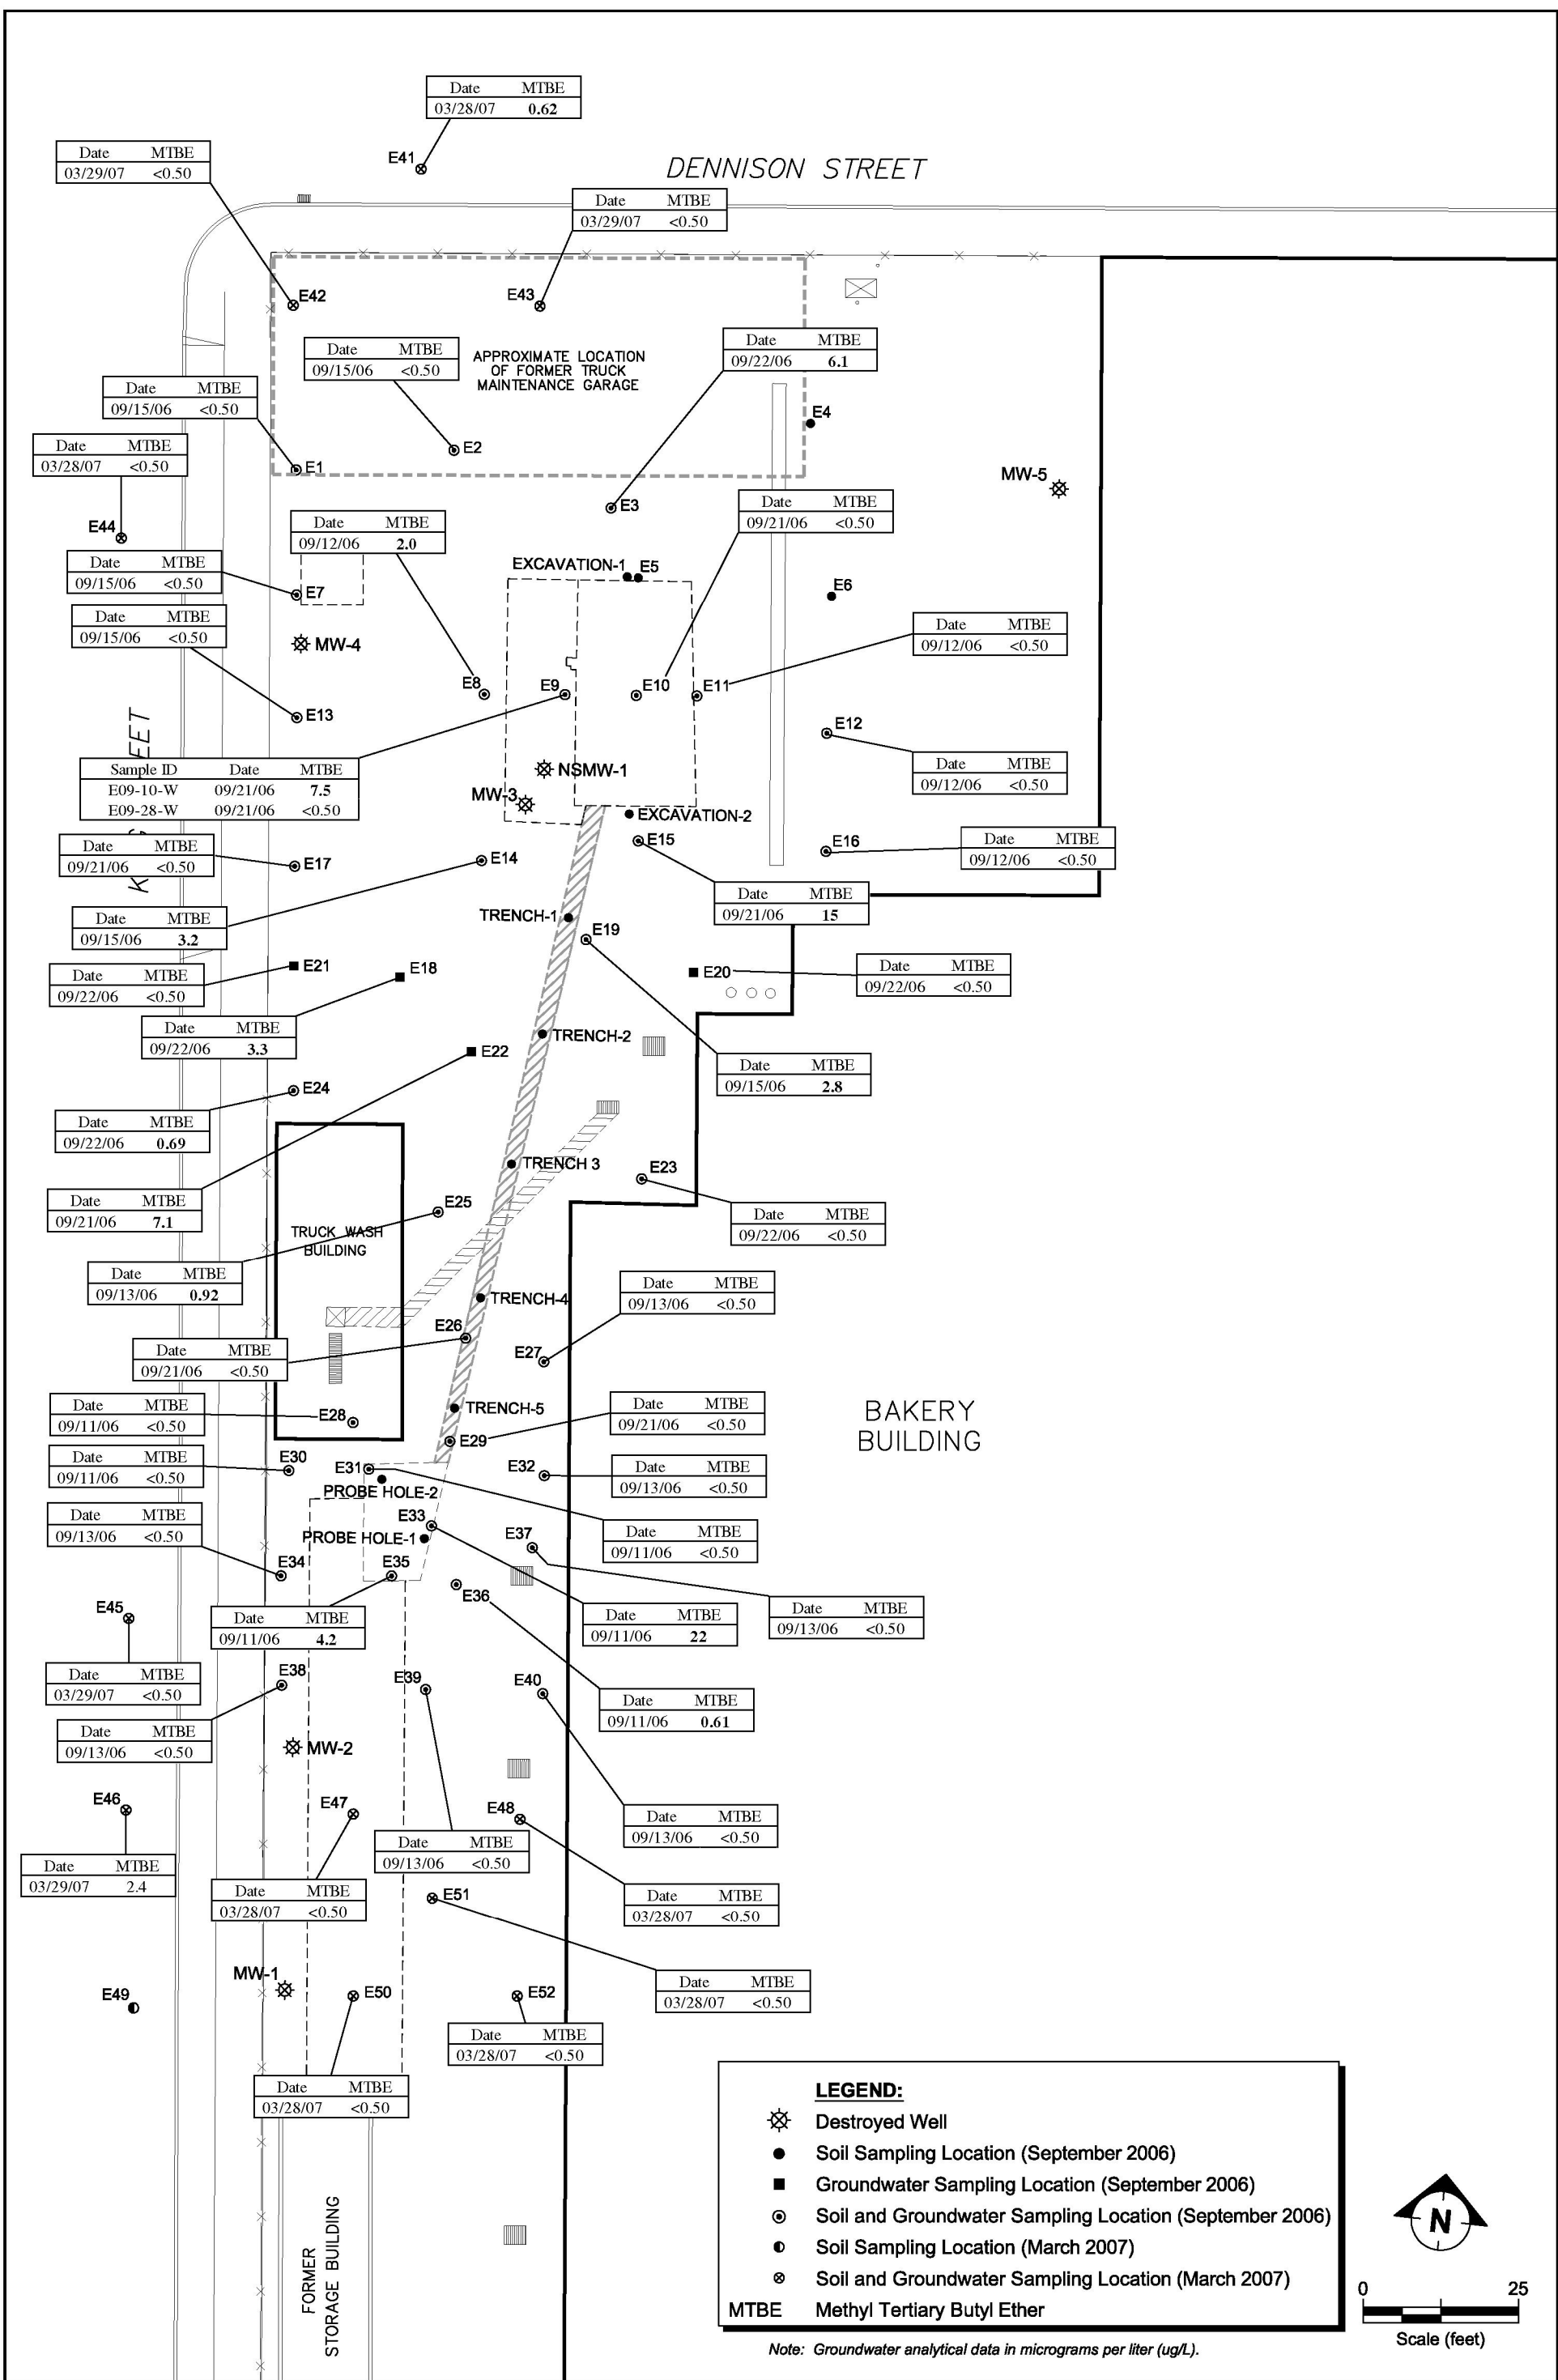 Date MTBE
03/28/07 0.62
E41
DENNISON STREET
Date MTBE
03/29/07 <0.50
Date MTBE
03/29/07 <0.50
E42
E43
Date MTBE
09/15/06 <0.50
APPROXIMATE LOCATION
OF FORMER TRUCK
MAINTENANCE GARAGE
Date MTBE
09/22/06 6.1
Date MTBE
09/15/06 <0.50
E4
E2
Date MTBE
03/28/07 <0.50
E1
MW-5
E3
Date MTBE
09/21/06 <0.50
E44
Date MTBE
09/12/06 2.0
Date MTBE
09/15/06 <0.50
EXCAVATION-1
E5
E7
E6
Date MTBE
09/15/06 <0.50
MW-4
Date MTBE
09/12/06 <0.50
E8
E9
E10
E11
E13
E12
EET
Sample ID Date MTBE
E09-10-W 09/21/06 7.5
E09-28-W 09/21/06 <0.50
NSMW-1
Date MTBE
09/12/06 <0.50
MW-3
EXCAVATION-2
Date MTBE
09/21/06 <0.50
E17
E14
E15
E16
Date MTBE
09/12/06 <0.50
K
Date MTBE
09/21/06 15
Date MTBE
09/15/06 3.2
TRENCH-1
E19
Date MTBE
09/22/06 <0.50
E21
E18
E20
Date MTBE
09/22/06 <0.50
Date MTBE
09/22/06 3.3
E22
TRENCH-2
Date MTBE
09/15/06 2.8
E24
Date MTBE
09/22/06 0.69
TRENCH 3
E23
Date MTBE
09/21/06 7.1
E25
Date MTBE
09/22/06 <0.50
TRUCK WASH
BUILDING
Date MTBE
09/13/06 0.92
TRENCH-4
Date MTBE
09/13/06 <0.50
E26
E27
Date MTBE
09/21/06 <0.50
Date MTBE
09/11/06 <0.50
E28
TRENCH-5
Date MTBE
09/21/06 <0.50
BAKERY
BUILDING
E29
Date MTBE
09/11/06 <0.50
E30
E31
E32
Date MTBE
09/13/06 <0.50
PROBE HOLE-2
Date MTBE
09/13/06 <0.50
E33
PROBE HOLE-1
E37
Date MTBE
09/11/06 <0.50
E34
E35
E36
E45
Date MTBE
09/11/06 4.2
Date MTBE
09/11/06 22
Date MTBE
09/13/06 <0.50
Date MTBE
03/29/07 <0.50
E38
E39
E40
Date MTBE
09/11/06 0.61
Date MTBE
09/13/06 <0.50
MW-2
E46
E47
E48
Date MTBE
09/13/06 <0.50
Date MTBE
09/13/06 <0.50
Date MTBE
03/29/07 2.4
Date MTBE
03/28/07 <0.50
E51
Date MTBE
03/28/07 <0.50
MW-1
E49
E50
E52
Date MTBE
03/28/07 <0.50
Date MTBE
03/28/07 <0.50
Date MTBE
03/28/07 <0.50
FORMER
STORAGE BUILDING
LEGEND:
Destroyed Well
Soil Sampling Location (September 2006)
Groundwater Sampling Location (September 2006)
Soil and Groundwater Sampling Location (September 2006)
Soil Sampling Location (March 2007)
Soil and Groundwater Sampling Location (March 2007)
MTBE Methyl Tertiary Butyl Ether
Note: Groundwater analytical data in micrograms per liter (ug/L).
N
0 25
Scale (feet)